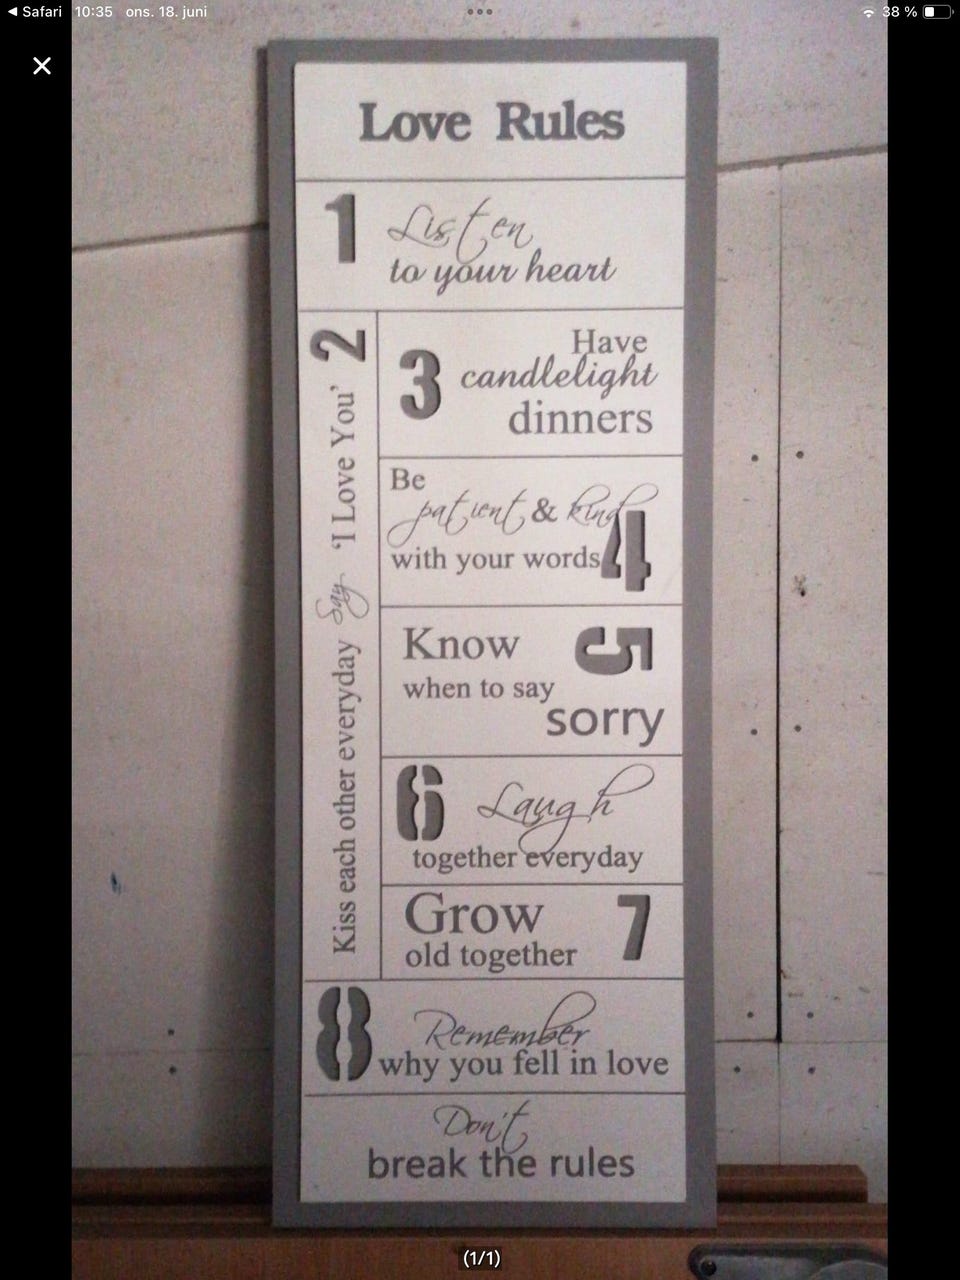 Safari 10:35 ons. 18. juni
38 %
Love Rules
1
Listen
to your heart
2
Kiss each other everyday Say 'I Love You'
3
Have
candlelight
dinners
Be
patient & kind
with your words
4
Know
when to say
sorry
5
6
Laugh
together everyday
Grow
old together
7
8
Remember
why you fell in love
Don't
break the rules
(1/1)